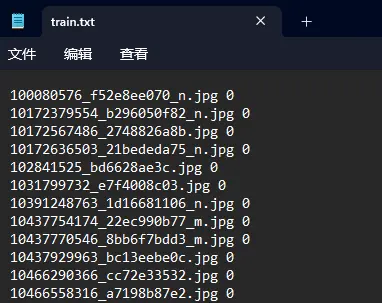 train.txt
文件 编辑 查看
100080576_f52e8ee070_n.jpg 0
10172379554_b296050f82_n.jpg 0
10172567486_2748826a8b.jpg 0
10172636503_21bededa75_n.jpg 0
102841525_bd6628ae3c.jpg 0
1031799732_e7f4008c03.jpg 0
10391248763_1d16681106_n.jpg 0
10437754174_22ec990b77_m.jpg 0
10437770546_8bb6f7bdd3_m.jpg 0
10437929963_bc13eebe0c.jpg 0
10466290366_cc72e33532.jpg 0
10466558316_a7198b87e2.jpg 0